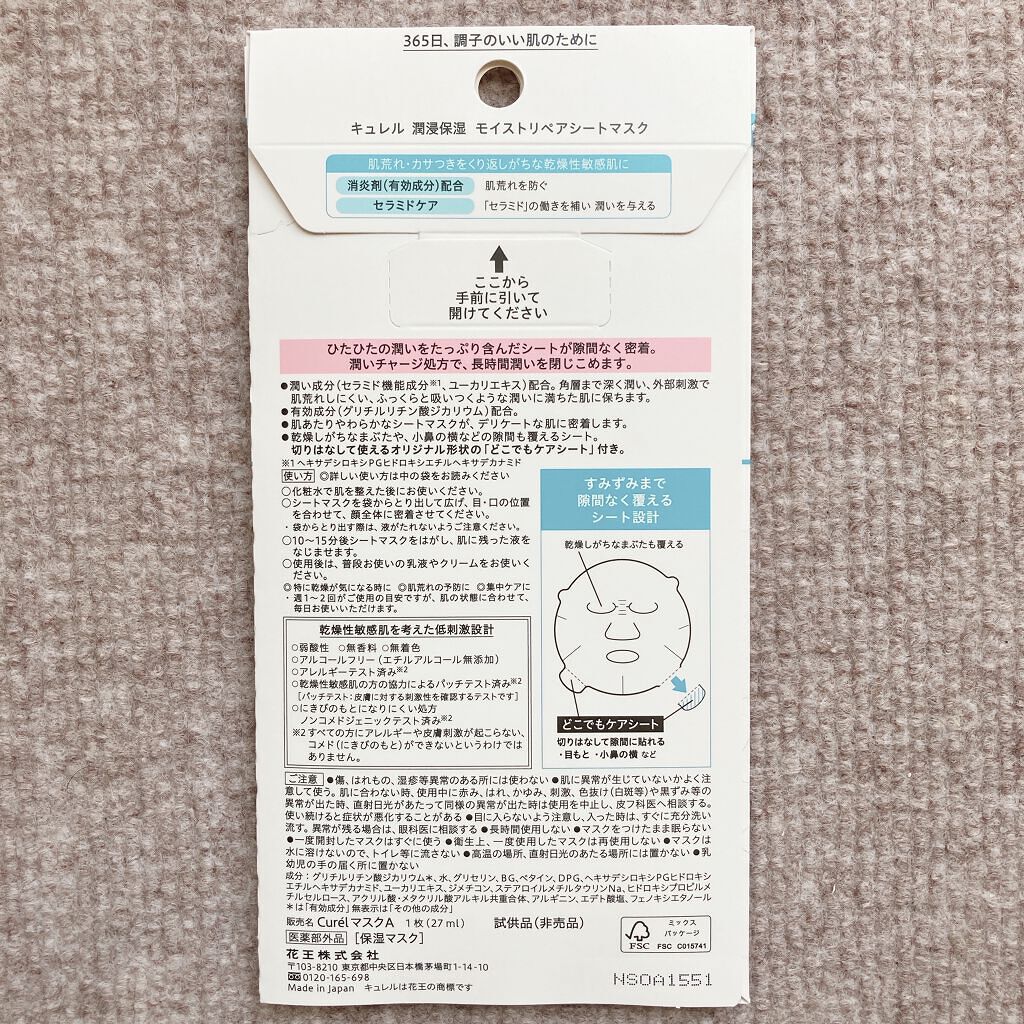 365日、調子のいい肌のために
キュレル 潤浸保湿 モイストリペアシートマスク
肌荒れ・カサつきをくり返しがちな乾燥性敏感肌に
消炎剤(有効成分)配合 肌荒れを防ぐ
セラミドケア 「セラミド」の働きを補い 潤いを与える
ここから
手前に引いて
開けてください
ひたひたの潤いをたっぷり含んだシートが隙間なく密着。
潤いチャージ処方で、長時間潤いを閉じこめます。
●潤い成分(セラミド機能成分※1、ユーカリエキス)配合。角層まで深く潤い、外部刺激で
肌荒れしにくい、ふっくらと吸いつくような潤いに満ちた肌に保ちます。
●有効成分(グリチルリチン酸ジカリウム)配合。
●肌あたりやわらかなシートマスクが、デリケートな肌に密着します。
●乾燥しがちなまぶたや、小鼻の横などの隙間も覆えるシート。
切りはなして使えるオリジナル形状の「どこでもケアシート」付き。
※1 ヘキサデシロキシPGヒドロキシエチルヘキサデカナミド
使い方 ◎詳しい使い方は中の袋をお読みください
○化粧水で肌を整えた後にお使いください。
○シートマスクを袋からとり出して広げ、目・口の位置
を合わせて、顔全体に密着させてください。
・袋からとり出す際は、液がたれないようご注意ください。
○10〜15分後シートマスクをはがし、肌に残った液を
なじませます。
○使用後は、普段お使いの乳液やクリームをお使いく
ださい。
◎特に乾燥が気になる時に ◎肌荒れの予防に ◎集中ケアに
・週1〜2回がご使用の目安ですが、肌の状態に合わせて、
毎日お使いいただけます。
すみずみまで
隙間なく覆える
シート設計
乾燥しがちなまぶたも覆える
どこでもケアシート
切りはなして隙間に貼れる
・目もと ・小鼻の横 など
乾燥性敏感肌を考えた低刺激設計
○弱酸性 ○無香料 ○無着色
○アルコールフリー(エチルアルコール無添加)
○アレルギーテスト済み※2
○乾燥性敏感肌の方の協力によるパッチテスト済み※2
[パッチテスト:皮膚に対する刺激性を確認するテストです]
○にきびのもとになりにくい処方
ノンコメドジェニックテスト済み※2
※2 すべての方にアレルギーや皮膚刺激が起こらない、
コメド(にきびのもと)ができないというわけでは
ありません。
ご注意 ●傷、はれもの、湿疹等異常のある所には使わない ●肌に異常が生じていないかよく注
意して使う。肌に合わない時、使用中に赤み、はれ、かゆみ、刺激、色抜け(白斑等)や黒ずみ等の
異常が出た時、直射日光があたって同様の異常が出た時は使用を中止し、皮フ科医へ相談する。
使い続けると症状が悪化することがある ●目に入らないよう注意し、入った時は、すぐに充分洗い
流す。異常が残る場合は、眼科医に相談する ●長時間使用しない ●マスクをつけたまま眠らない
●一度開封したマスクはすぐに使う ●衛生上、一度使用したマスクは再使用しない ●マスクは
水に溶けないので、トイレ等に流さない ●高温の場所、直射日光のあたる場所には置かない ●乳
幼児の手の届く所に置かない
成分:グリチルリチン酸ジカリウム*、水、グリセリン、BG、ベタイン、DPG、ヘキサデシロキシPGヒドロキシ
エチルヘキサデカナミド、ユーカリエキス、ジメチコン、ステアロイルメチルタウリンNa、ヒドロキシプロピルメ
チルセルロース、アクリル酸・メタクリル酸アルキル共重合体、アルギニン、エデト酸塩、フェノキシエタノール
*は「有効成分」無表示は「その他の成分」
販売名 Curél マスクA 1枚(27ml) 試供品(非売品)
医薬部外品 [保湿マスク]
花王株式会社
〒103-8210 東京都中央区日本橋茅場町1-14-10
0120-165-698
Made in Japan キュレルは花王の商標です
ミックス
パッケージ
FSC FSC C015741
NSOA1551